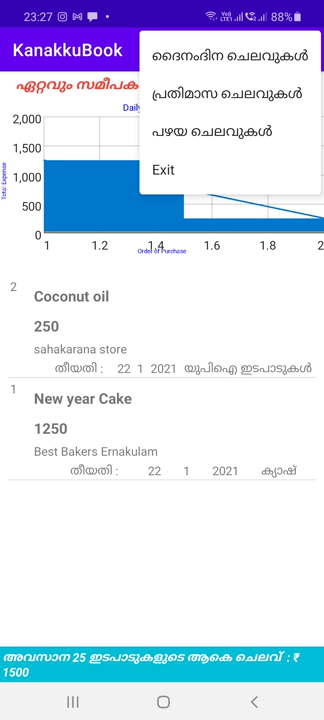 23:27 88%
KanakkuBook
ദൈനംദിന ചെലവുകൾ
പ്രതിമാസ ചെലവുകൾ
പഴയ ചെലവുകൾ
Exit
ഏറ്റവും സമീപക
Daily
2,000
1,500
1,000
500
0
Total Expense
1 1.2 1.4 1.6 1.8 2
Order of Purchase
2
Coconut oil
250
sahakarana store
തീയതി : 22 1 2021 യുപിഐ ഇടപാടുകൾ
1
New year Cake
1250
Best Bakers Ernakulam
തീയതി : 22 1 2021 ക്യാഷ്
അവസാന 25 ഇടപാടുകളുടെ ആകെ ചെലവ് : ₹
1500